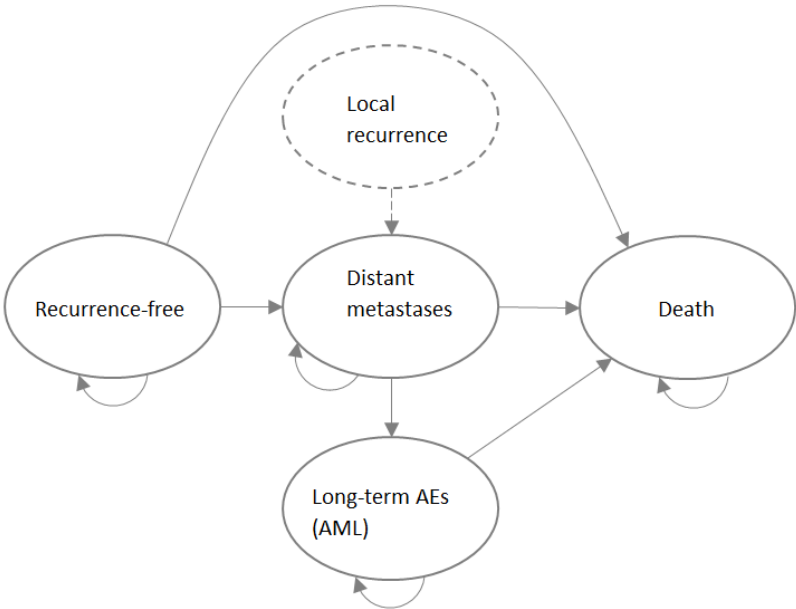 Local
recurrence
Recurrence-free
Distant
metastases
Death
Long-term AEs
(AML)